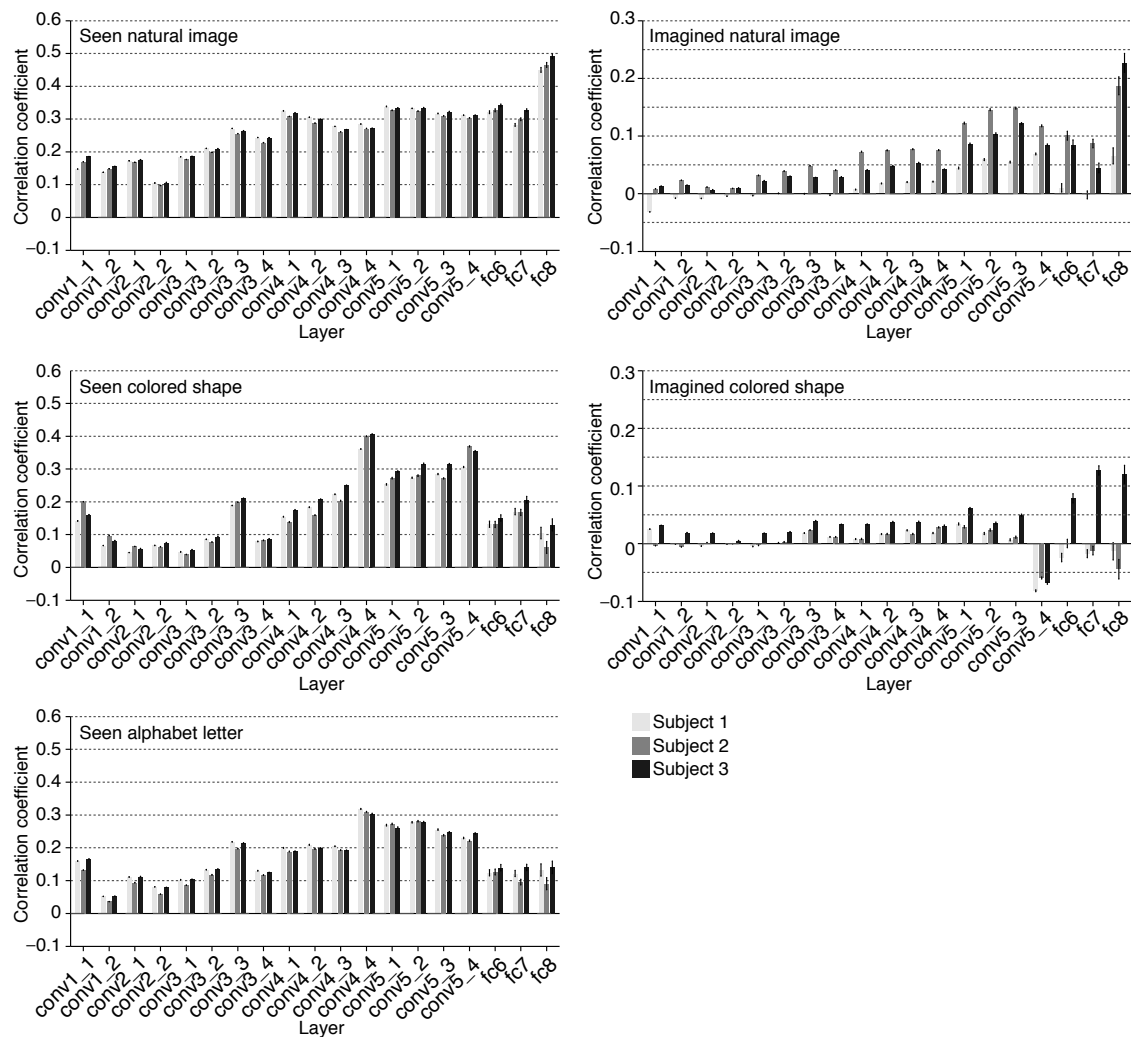 Seen natural image
Correlation coefficient
0.6
0.5
0.4
0.3
0.2
0.1
0
−0.1
conv1_1
conv1_2
conv2_1
conv2_2
conv3_1
conv3_2
conv3_3
conv3_4
conv4_1
conv4_2
conv4_3
conv4_4
conv5_1
conv5_2
conv5_3
conv5_4
fc6
fc7
fc8
Layer
Imagined natural image
Correlation coefficient
0.3
0.2
0.1
0
−0.1
conv1_1
conv1_2
conv2_1
conv2_2
conv3_1
conv3_2
conv3_3
conv3_4
conv4_1
conv4_2
conv4_3
conv4_4
conv5_1
conv5_2
conv5_3
conv5_4
fc6
fc7
fc8
Layer
Seen colored shape
Correlation coefficient
0.6
0.5
0.4
0.3
0.2
0.1
0
−0.1
conv1_1
conv1_2
conv2_1
conv2_2
conv3_1
conv3_2
conv3_3
conv3_4
conv4_1
conv4_2
conv4_3
conv4_4
conv5_1
conv5_2
conv5_3
conv5_4
fc6
fc7
fc8
Layer
Imagined colored shape
Correlation coefficient
0.3
0.2
0.1
0
−0.1
conv1_1
conv1_2
conv2_1
conv2_2
conv3_1
conv3_2
conv3_3
conv3_4
conv4_1
conv4_2
conv4_3
conv4_4
conv5_1
conv5_2
conv5_3
conv5_4
fc6
fc7
fc8
Layer
Seen alphabet letter
Correlation coefficient
0.6
0.5
0.4
0.3
0.2
0.1
0
−0.1
conv1_1
conv1_2
conv2_1
conv2_2
conv3_1
conv3_2
conv3_3
conv3_4
conv4_1
conv4_2
conv4_3
conv4_4
conv5_1
conv5_2
conv5_3
conv5_4
fc6
fc7
fc8
Layer
Subject 1
Subject 2
Subject 3